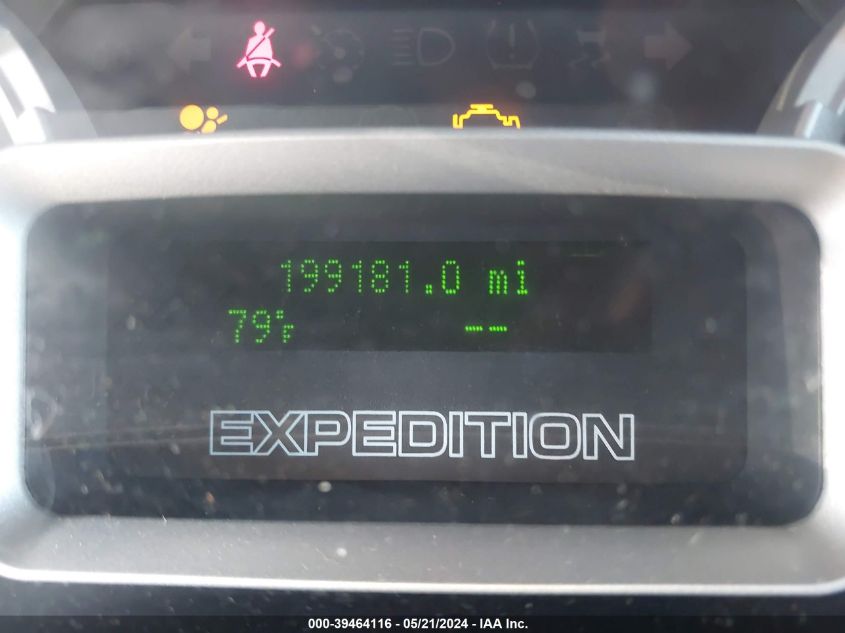 199181.0 mi
79°F --
EXPEDITION
000-39464116 - 05/21/2024 - IAA Inc.